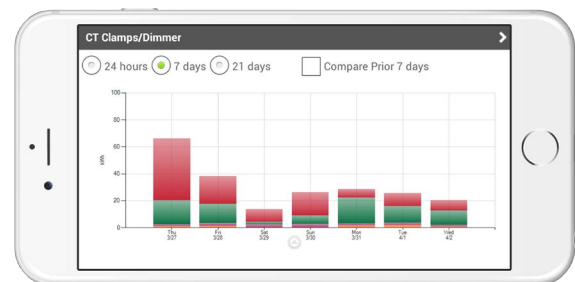 CT Clamps/Dimmer
24 hours 7 days 21 days Compare Prior 7 days
100
80
60
40
20
0
kWh
Thu Fri Sat Sun Mon Tue Wed
3/27 3/28 3/29 3/30 3/31 4/1 4/2